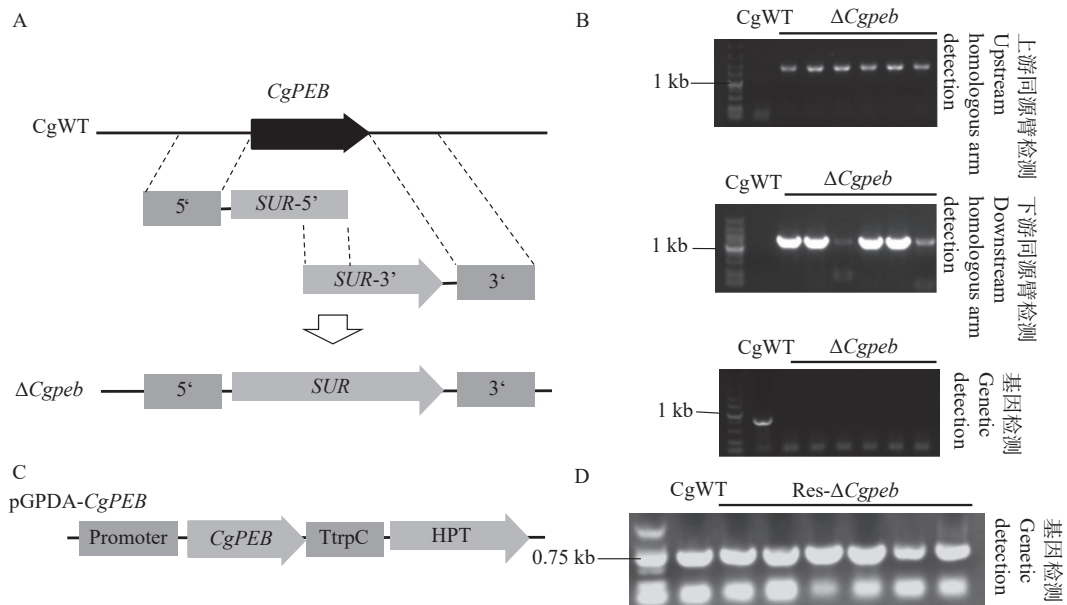 A
CgPEB
CgWT
5‘
SUR-5’
SUR-3’
3‘
ΔCgpeb
5‘
SUR
3‘
B
CgWT
ΔCgpeb
1 kb
上游同源臂检测
Upstream
homologous arm
detection
CgWT
ΔCgpeb
1 kb
下游同源臂检测
Downstream
homologous arm
detection
CgWT
ΔCgpeb
1 kb
基因检测
Genetic
detection
C
pGPDA-CgPEB
Promoter
CgPEB
TtrpC
HPT
D
CgWT
Res-ΔCgpeb
0.75 kb
基因检测
Genetic
detection